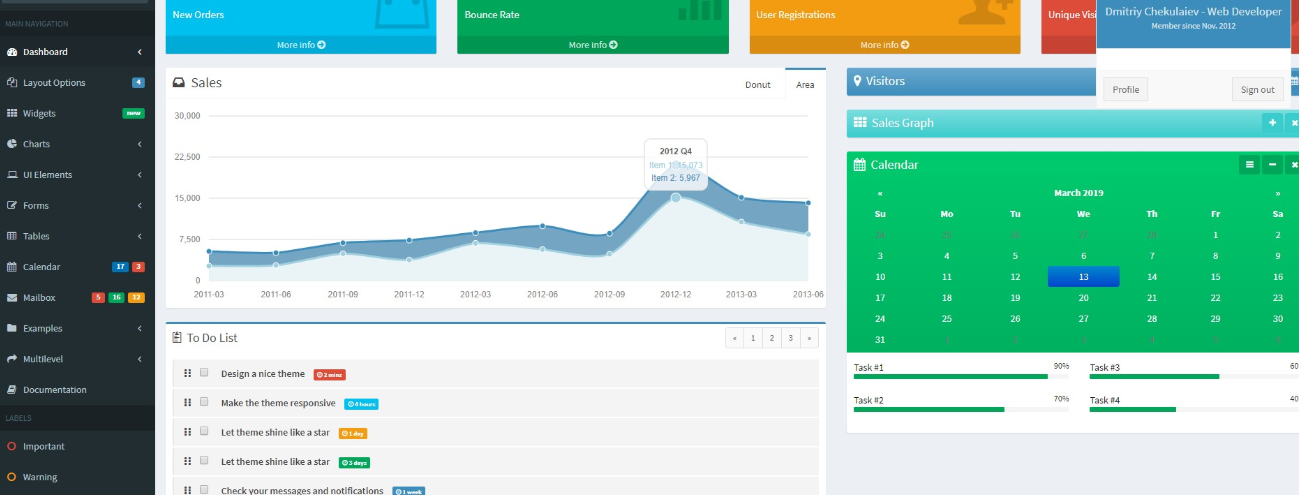 MAIN NAVIGATION
Dashboard
Layout Options 4
Widgets new
Charts
UI Elements
Forms
Tables
Calendar 17 3
Mailbox 5 16 12
Examples
Multilevel
Documentation
LABELS
Important
Warning
New Orders
More info
Bounce Rate
More info
User Registrations
More info
Unique Visi
Dmitriy Chekulaiev - Web Developer
Member since Nov. 2012
Profile
Sign out
Sales
Donut
Area
30,000
22,500
15,000
7,500
0
2012 Q4
Item 1: 15,073
Item 2: 5,967
2011-03 2011-06 2011-09 2011-12 2012-03 2012-06 2012-09 2012-12 2013-03 2013-06
To Do List
« 1 2 3 »
Design a nice theme 2 mins
Make the theme responsive 4 hours
Let theme shine like a star 1 day
Let theme shine like a star 3 days
Check your messages and notifications 1 week
Visitors
Sales Graph
Calendar
« March 2019 »
Su Mo Tu We Th Fr Sa
24 25 26 27 28 1 2
3 4 5 6 7 8 9
10 11 12 13 14 15 16
17 18 19 20 21 22 23
24 25 26 27 28 29 30
31
Task #1 90%
Task #2 70%
Task #3 60
Task #4 40